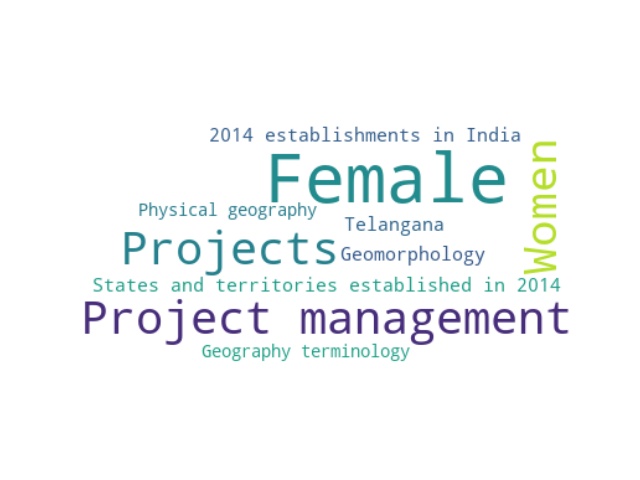 2014 establishments in India
Female
Women
Physical geography
Telangana
Projects
Geomorphology
States and territories established in 2014
Project management
Geography terminology